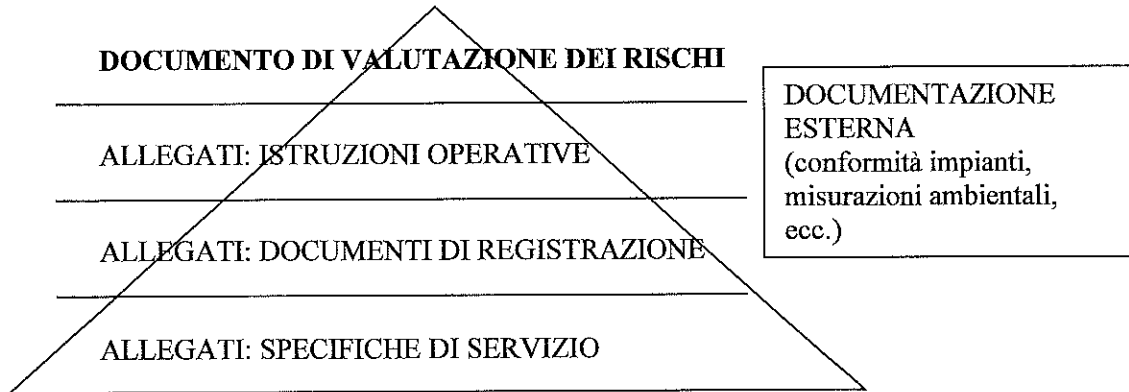 DOCUMENTO DI VALUTAZIONE DEI RISCHI
ALLEGATI: ISTRUZIONI OPERATIVE
ALLEGATI: DOCUMENTI DI REGISTRAZIONE
ALLEGATI: SPECIFICHE DI SERVIZIO
DOCUMENTAZIONE
ESTERNA
(conformità impianti,
misurazioni ambientali,
ecc.)